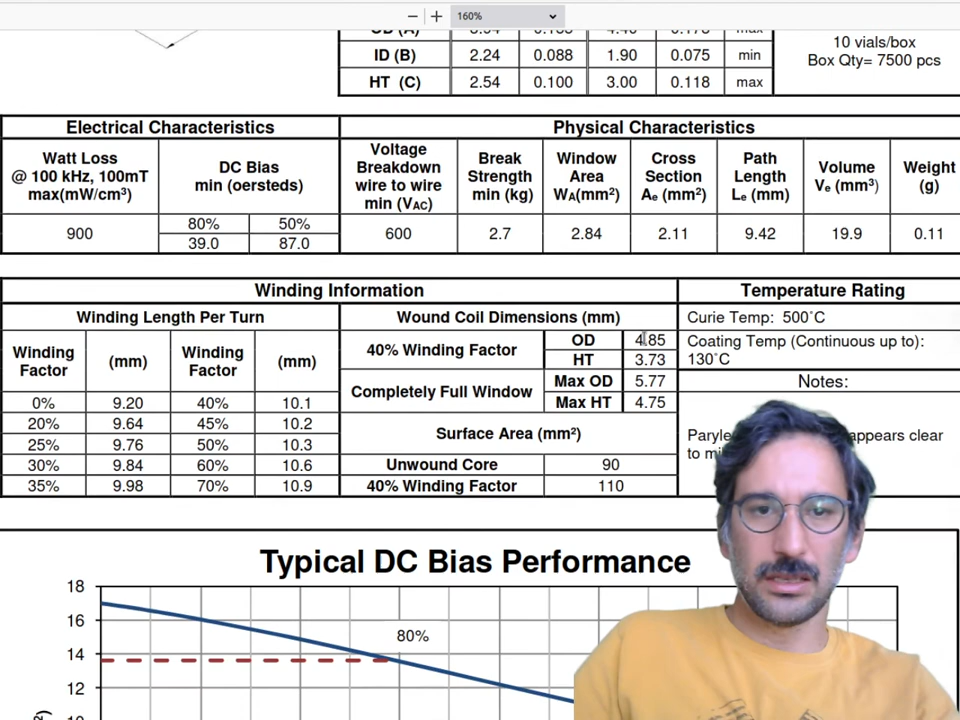 160%
ID (B) 2.24 0.088 1.90 0.075 min
HT (C) 2.54 0.100 3.00 0.118 max
10 vials/box
Box Qty= 7500 pcs
Electrical Characteristics
Physical Characteristics
Watt Loss
@ 100 kHz, 100mT
max(mW/cm³)
DC Bias
min (oersteds)
Voltage
Breakdown
wire to wire
min (VAC)
Break
Strength
min (kg)
Window
Area
WA(mm²)
Cross
Section
Ae (mm²)
Path
Length
Le (mm)
Volume
Ve (mm³)
Weight
(g)
900
80% 50%
39.0 87.0
600 2.7 2.84 2.11 9.42 19.9 0.11
Winding Information
Temperature Rating
Winding Length Per Turn
Wound Coil Dimensions (mm)
Curie Temp: 500˚C
Winding
Factor
(mm)
Winding
Factor
(mm)
40% Winding Factor
OD 4.85
HT 3.73
Coating Temp (Continuous up to):
130˚C
Completely Full Window
Max OD 5.77
Max HT 4.75
Notes:
0% 9.20 40% 10.1
20% 9.64 45% 10.2
25% 9.76 50% 10.3
30% 9.84 60% 10.6
35% 9.98 70% 10.9
Surface Area (mm²)
Unwound Core 90
40% Winding Factor 110
appears clear
to
Typical DC Bias Performance
18
16
14
12
80%